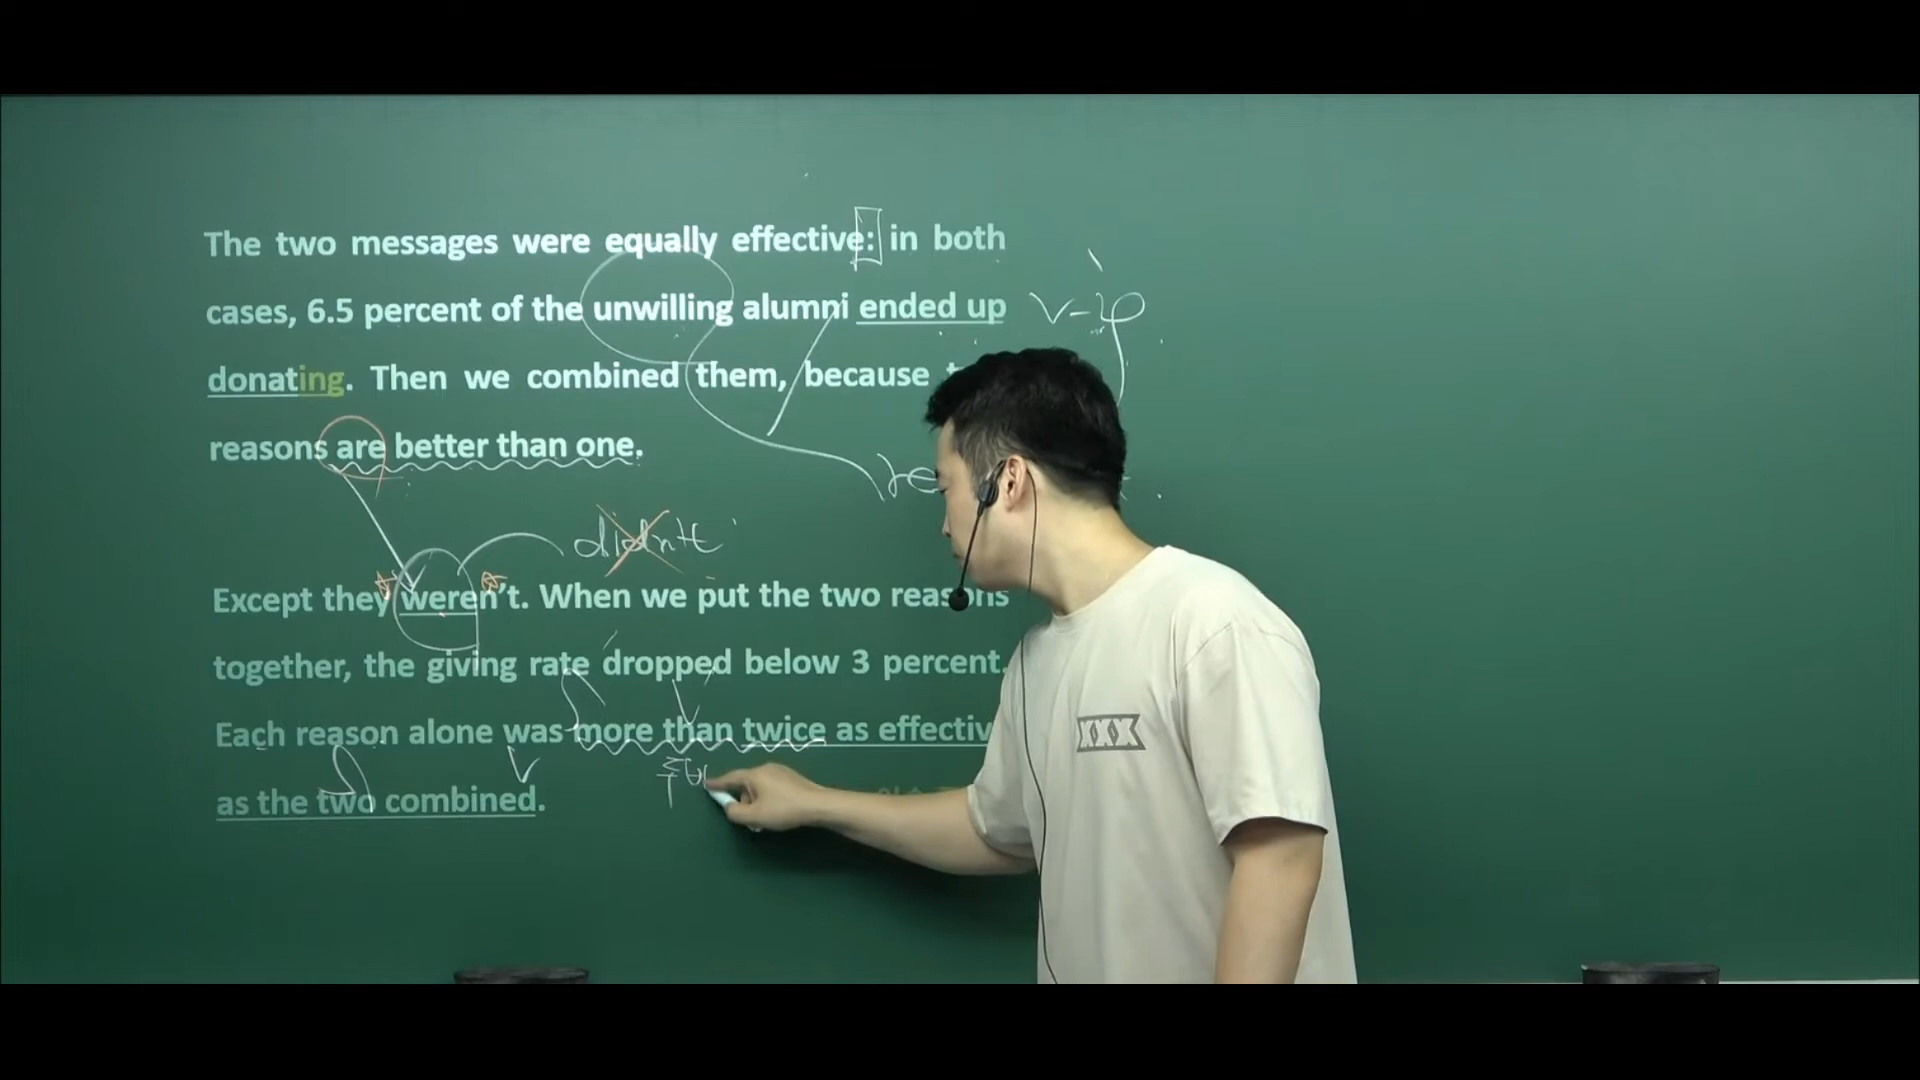 The two messages were equally effective: in both
cases, 6.5 percent of the unwilling alumni ended up
v-ing
donating. Then we combined them, because
reasons are better than one.
re
didn't
Except they weren't. When we put the two reasons
together, the giving rate dropped below 3 percent.
S V
Each reason alone was more than twice as effectiv
S V
as the two combined.
XXX